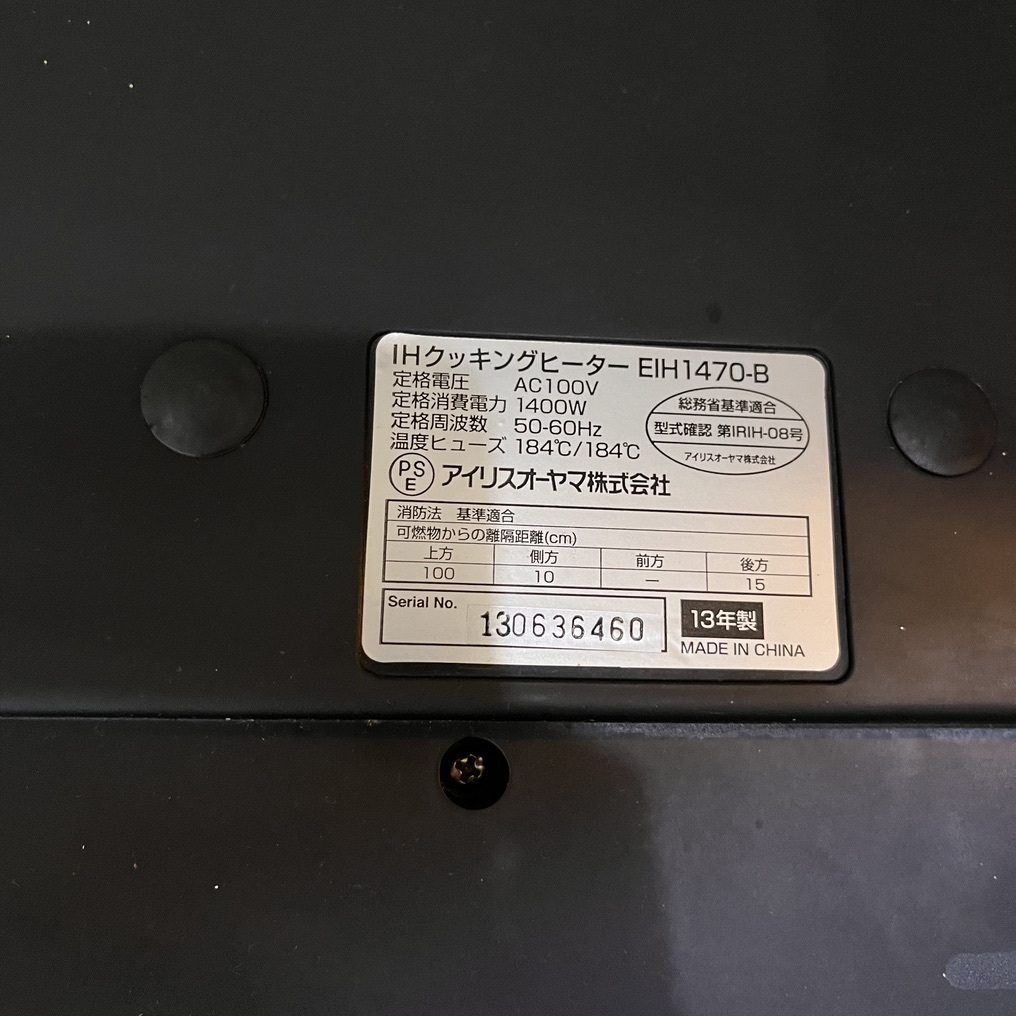 IHクッキングヒーター EIH1470-B
定格電圧 AC100V
定格消費電力 1400W
定格周波数 50-60Hz
温度ヒューズ 184℃/184℃
総務省基準適合
型式確認 第IRIH-08号
アイリスオーヤマ株式会社
PS
E
アイリスオーヤマ株式会社
消防法 基準適合
可燃物からの離隔距離(cm)
上方 側方 前方 後方
100 10 — 15
Serial No. 130636460
13年製
MADE IN CHINA